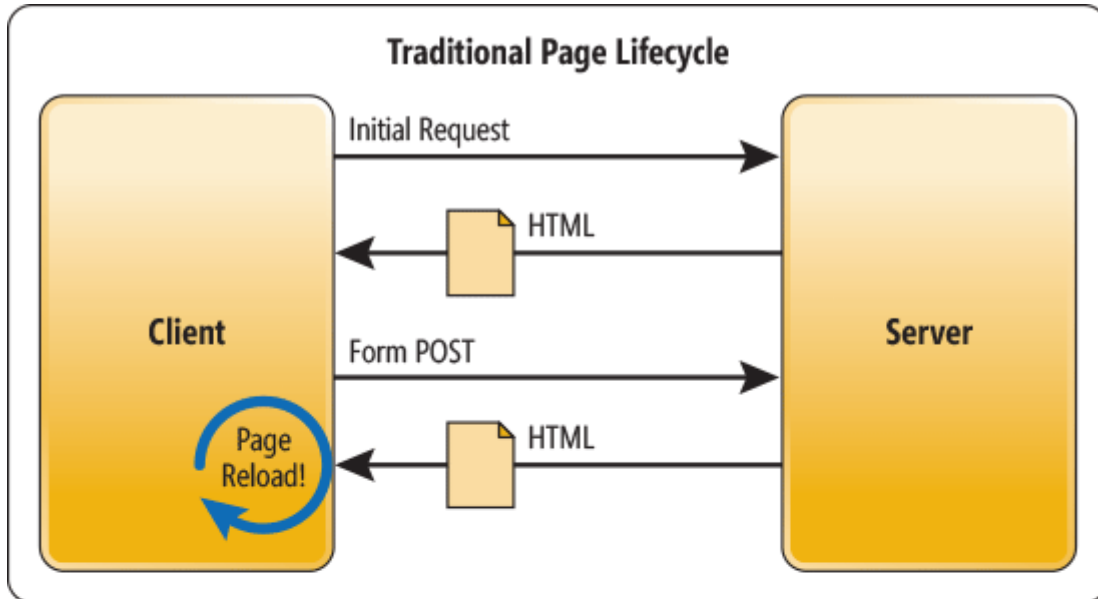 Traditional Page Lifecycle
Initial Request
HTML
Client
Server
Form POST
HTML
Page
Reload!